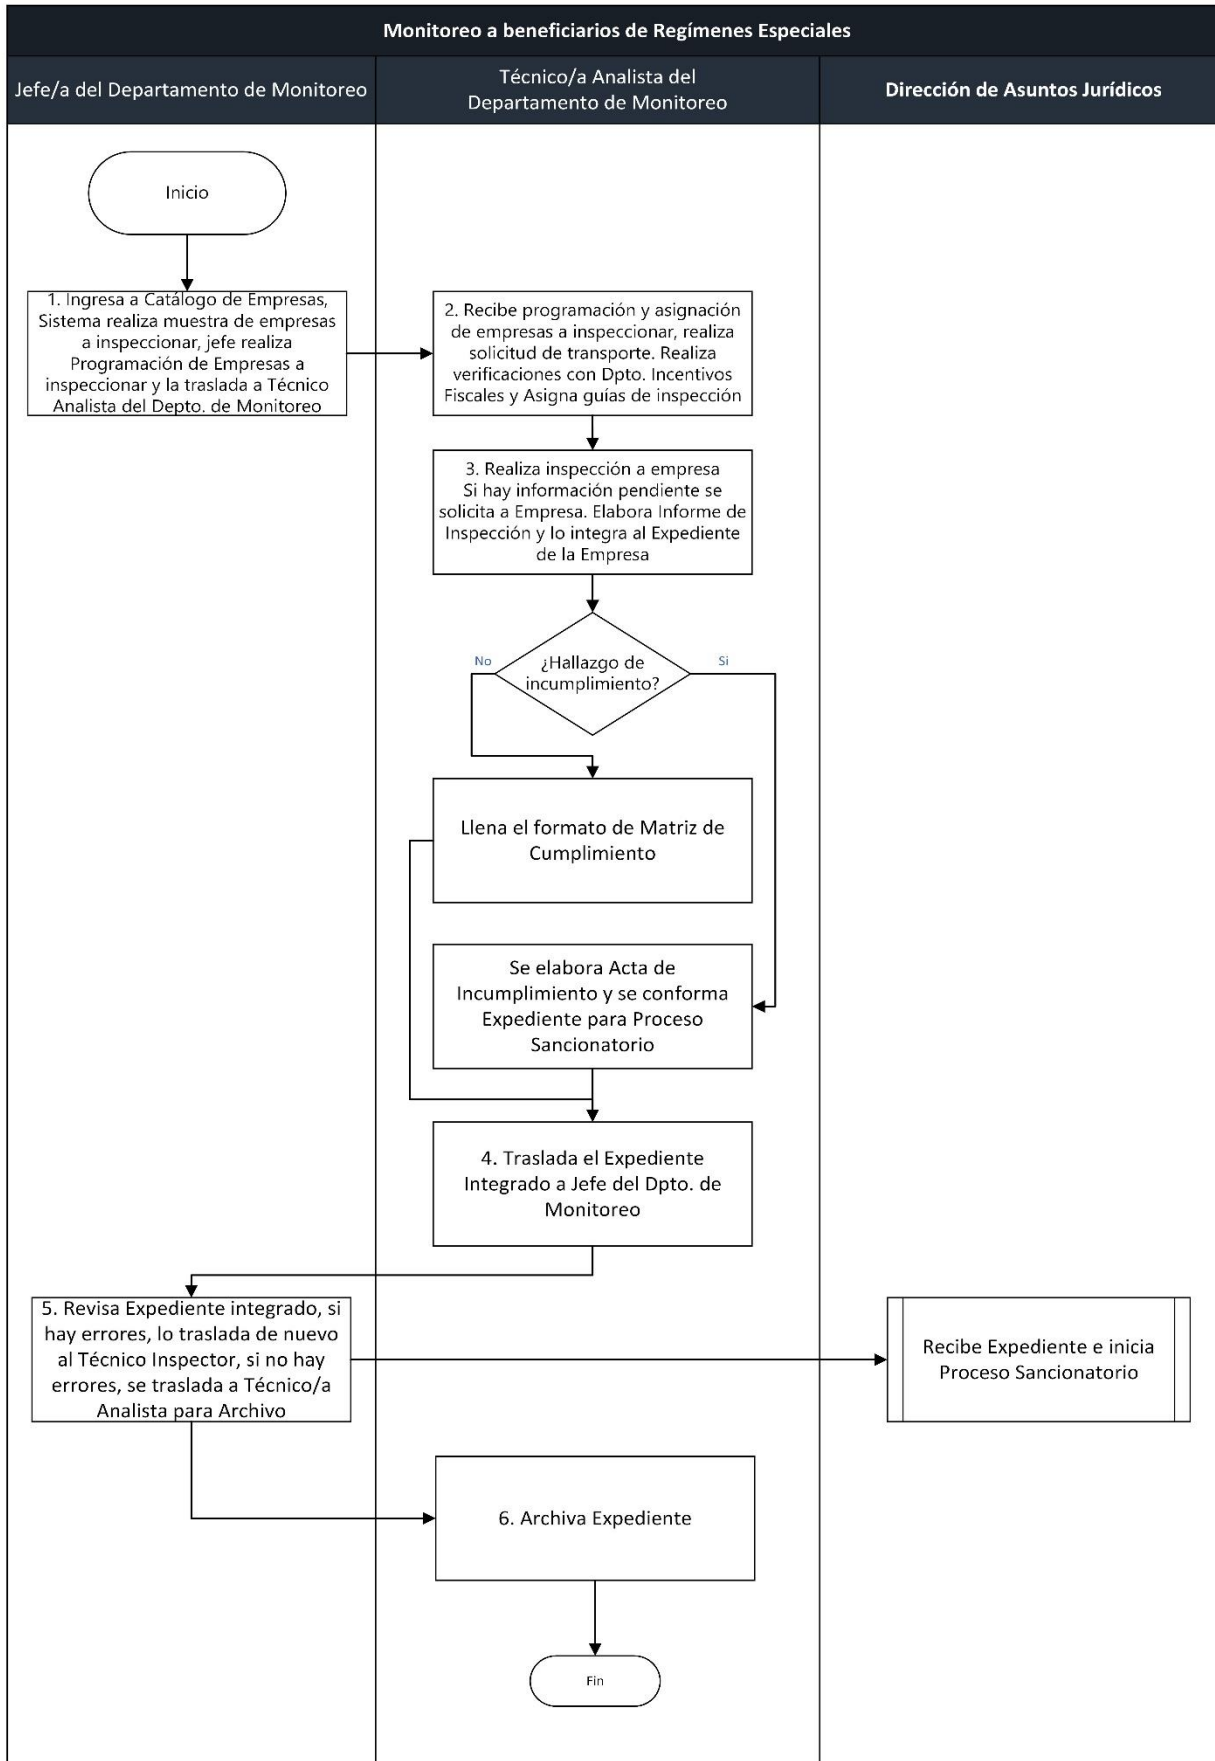 Monitoreo a beneficiarios de Regímenes Especiales
Jefe/a del Departamento de Monitoreo
Técnico/a Analista del
Departamento de Monitoreo
Dirección de Asuntos Jurídicos
Inicio
1. Ingresa a Catálogo de Empresas,
Sistema realiza muestra de empresas
a inspeccionar, jefe realiza
Programación de Empresas a
inspeccionar y la traslada a Técnico
Analista del Depto. de Monitoreo
2. Recibe programación y asignación
de empresas a inspeccionar, realiza
solicitud de transporte. Realiza
verificaciones con Dpto. Incentivos
Fiscales y Asigna guías de inspección
3. Realiza inspección a empresa
Si hay información pendiente se
solicita a Empresa. Elabora Informe de
Inspección y lo integra al Expediente
de la Empresa
¿Hallazgo de
incumplimiento?
No
Si
Llena el formato de Matriz de
Cumplimiento
Se elabora Acta de
Incumplimiento y se conforma
Expediente para Proceso
Sancionatorio
4. Traslada el Expediente
Integrado a Jefe del Dpto. de
Monitoreo
5. Revisa Expediente integrado, si
hay errores, lo traslada de nuevo
al Técnico Inspector, si no hay
errores, se traslada a Técnico/a
Analista para Archivo
Recibe Expediente e inicia
Proceso Sancionatorio
6. Archiva Expediente
Fin